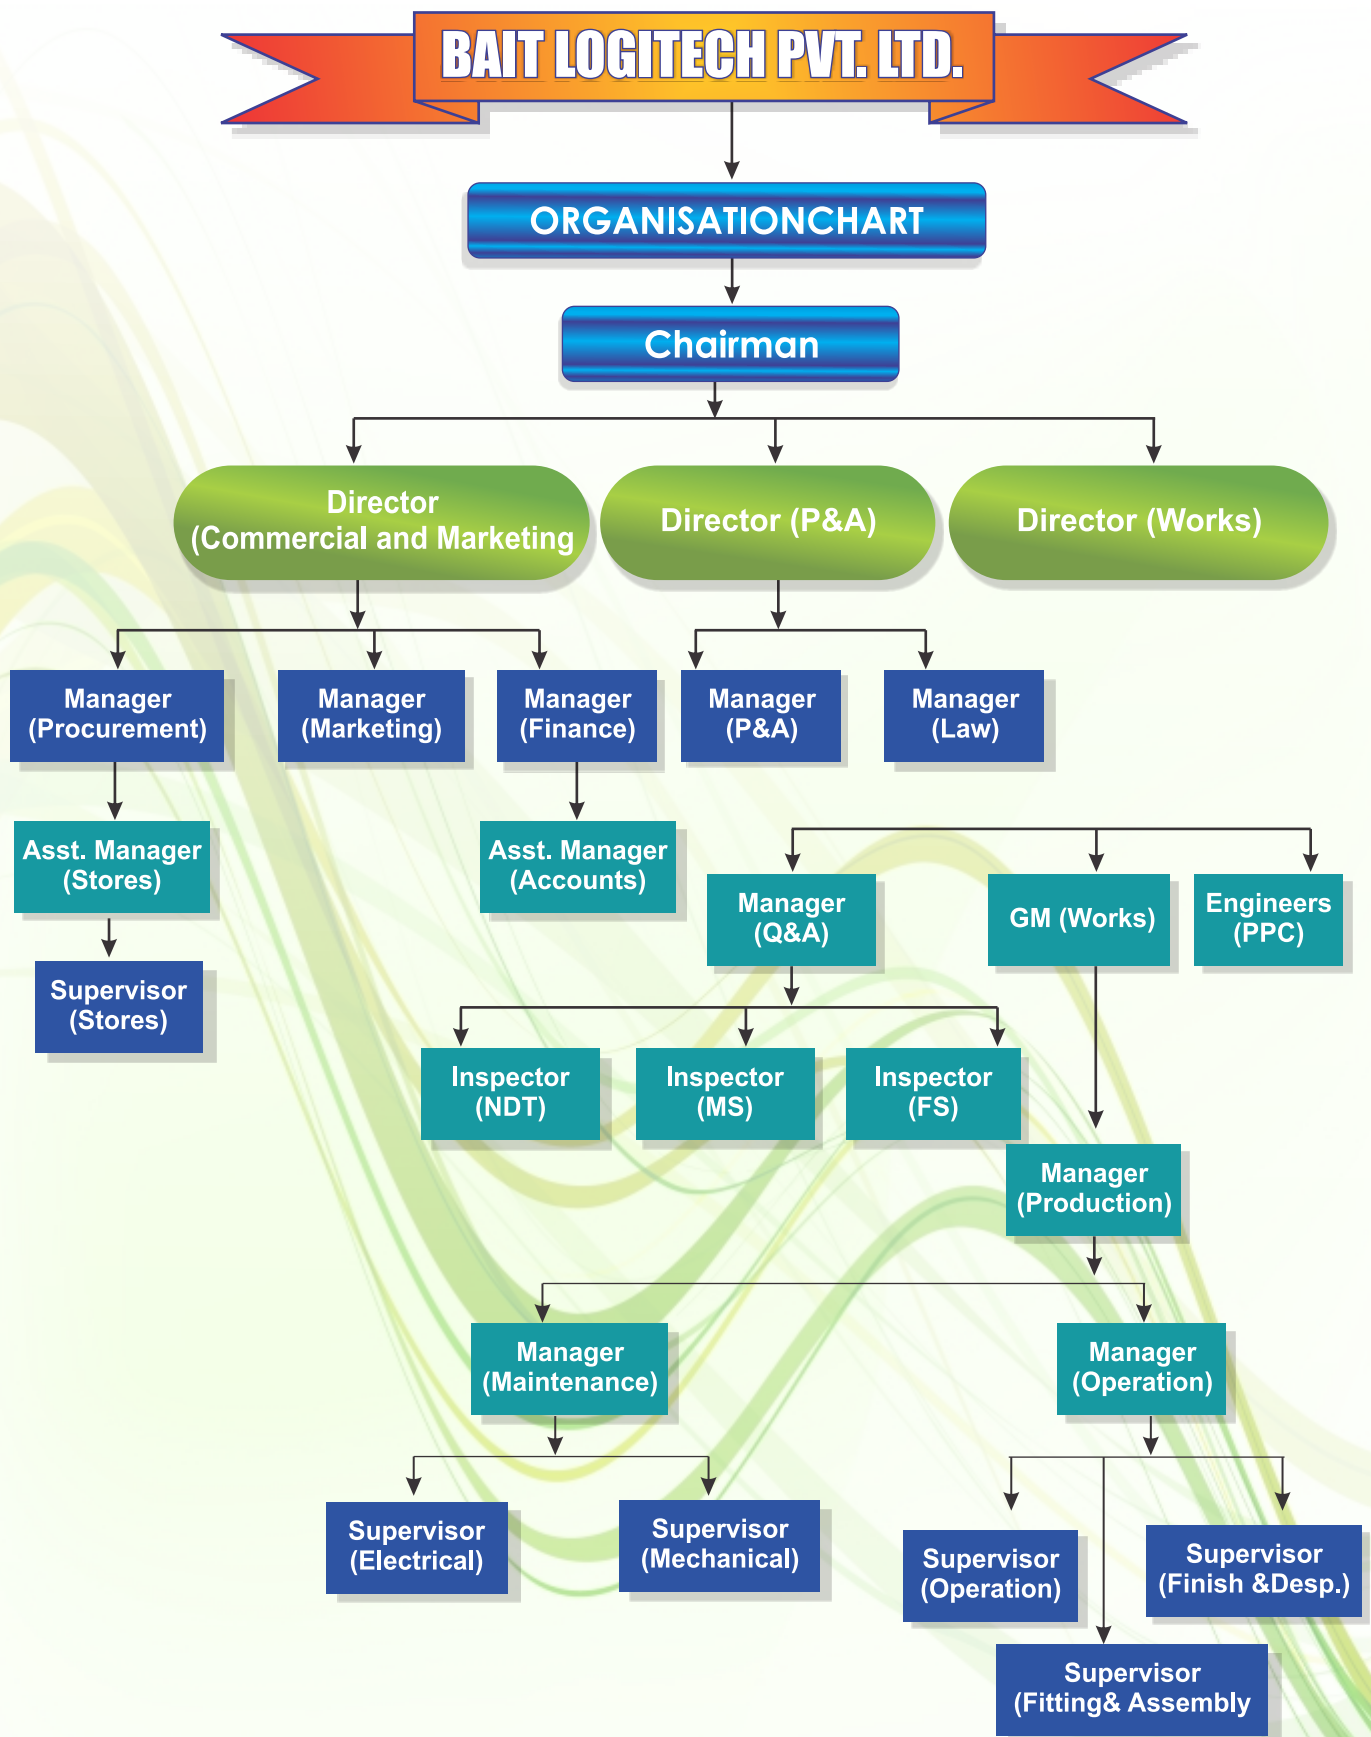 BAIT LOGITECH PVT. LTD.
ORGANISATIONCHART
Chairman
Director
(Commercial and Marketing
Director (P&A)
Director (Works)
Manager
(Procurement)
Manager
(Marketing)
Manager
(Finance)
Manager
(P&A)
Manager
(Law)
Asst. Manager
(Stores)
Asst. Manager
(Accounts)
Manager
(Q&A)
GM (Works)
Engineers
(PPC)
Supervisor
(Stores)
Inspector
(NDT)
Inspector
(MS)
Inspector
(FS)
Manager
(Production)
Manager
(Maintenance)
Manager
(Operation)
Supervisor
(Electrical)
Supervisor
(Mechanical)
Supervisor
(Operation)
Supervisor
(Finish &Desp.)
Supervisor
(Fitting& Assembly